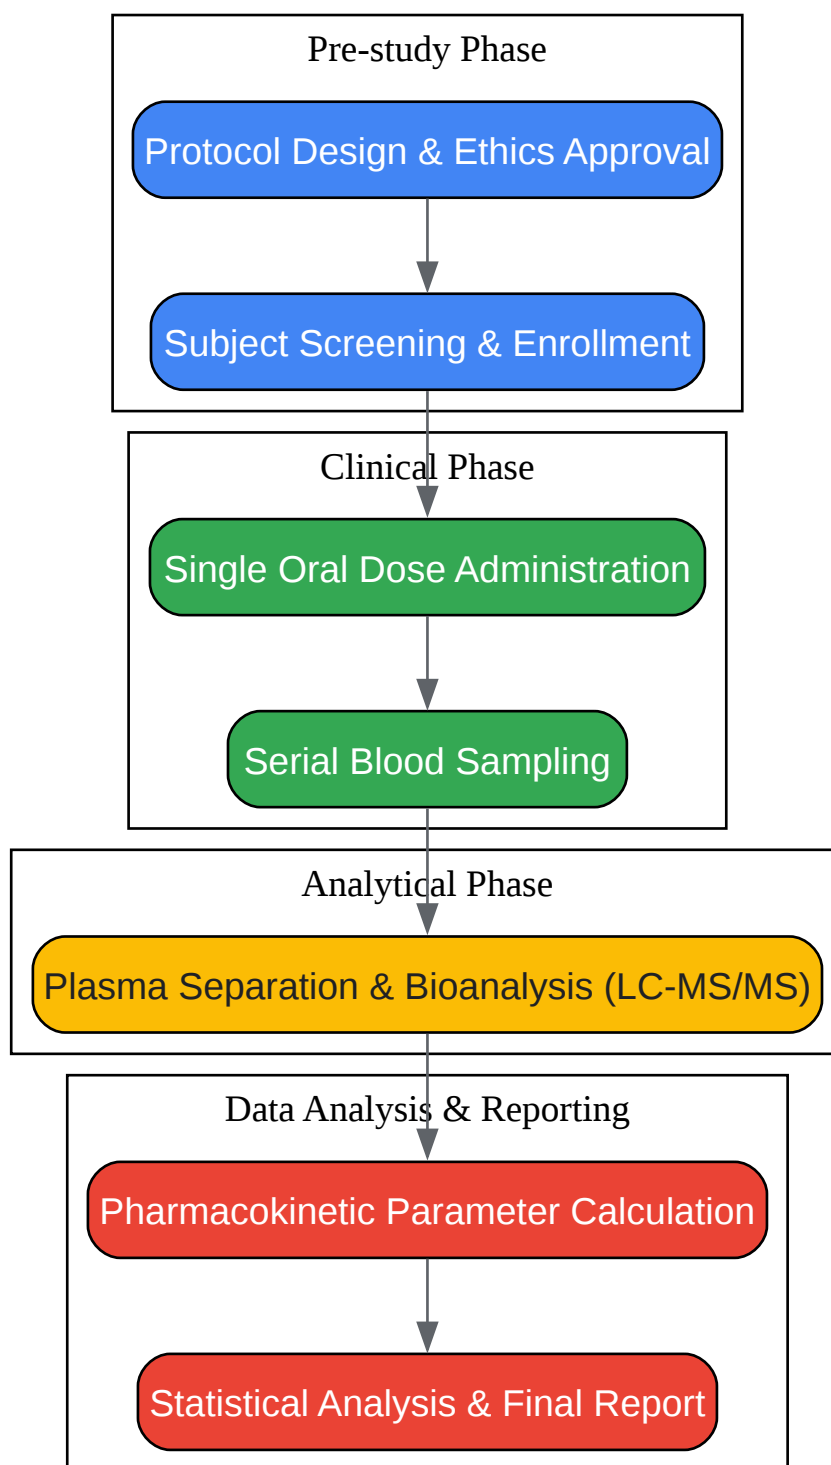 Pre-study Phase
Protocol Design & Ethics Approval
Subject Screening & Enrollment
Clinical Phase
Single Oral Dose Administration
Serial Blood Sampling
Analytical Phase
Plasma Separation & Bioanalysis (LC-MS/MS)
Data Analysis & Reporting
Pharmacokinetic Parameter Calculation
Statistical Analysis & Final Report